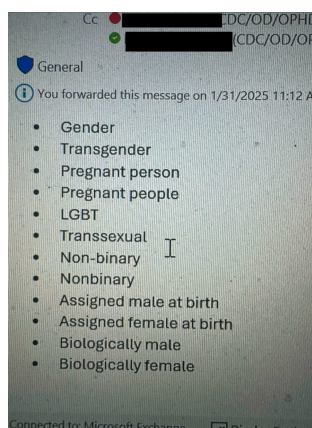 Cc CDC/OD/OPHD
(CDC/OD/OP
General
You forwarded this message on 1/31/2025 11:12 A
• Gender
• Transgender
• Pregnant person
• Pregnant people
• LGBT
• Transsexual
• Non-binary
• Nonbinary
• Assigned male at birth
• Assigned female at birth
• Biologically male
• Biologically female
Connected to: Microsoft Exchange